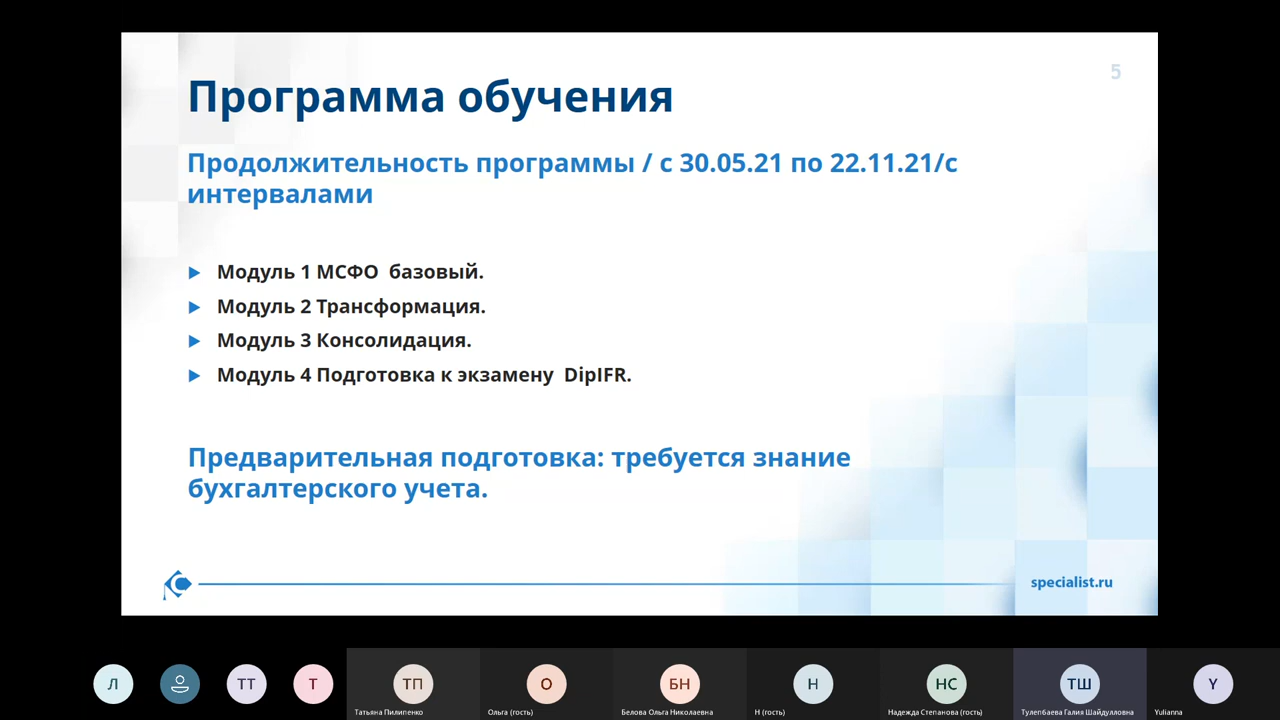 5
Программа обучения
Продолжительность программы / с 30.05.21 по 22.11.21/с
интервалами
Модуль 1 МСФО  базовый.
Модуль 2 Трансформация.
Модуль 3 Консолидация.
Модуль 4 Подготовка к экзамену  DipIFR.
Предварительная подготовка: требуется знание
бухгалтерского учета.
specialist.ru
Л
ТТ
Т
ТП
О
БН
Н
НС
ТШ
Y
Татьяна Пилипенко
Ольга (гость)
Белова Ольга Николаевна
Н (гость)
Надежда Степанова (гость)
Тулепбаева Галия Шайдулловна
Yulianna